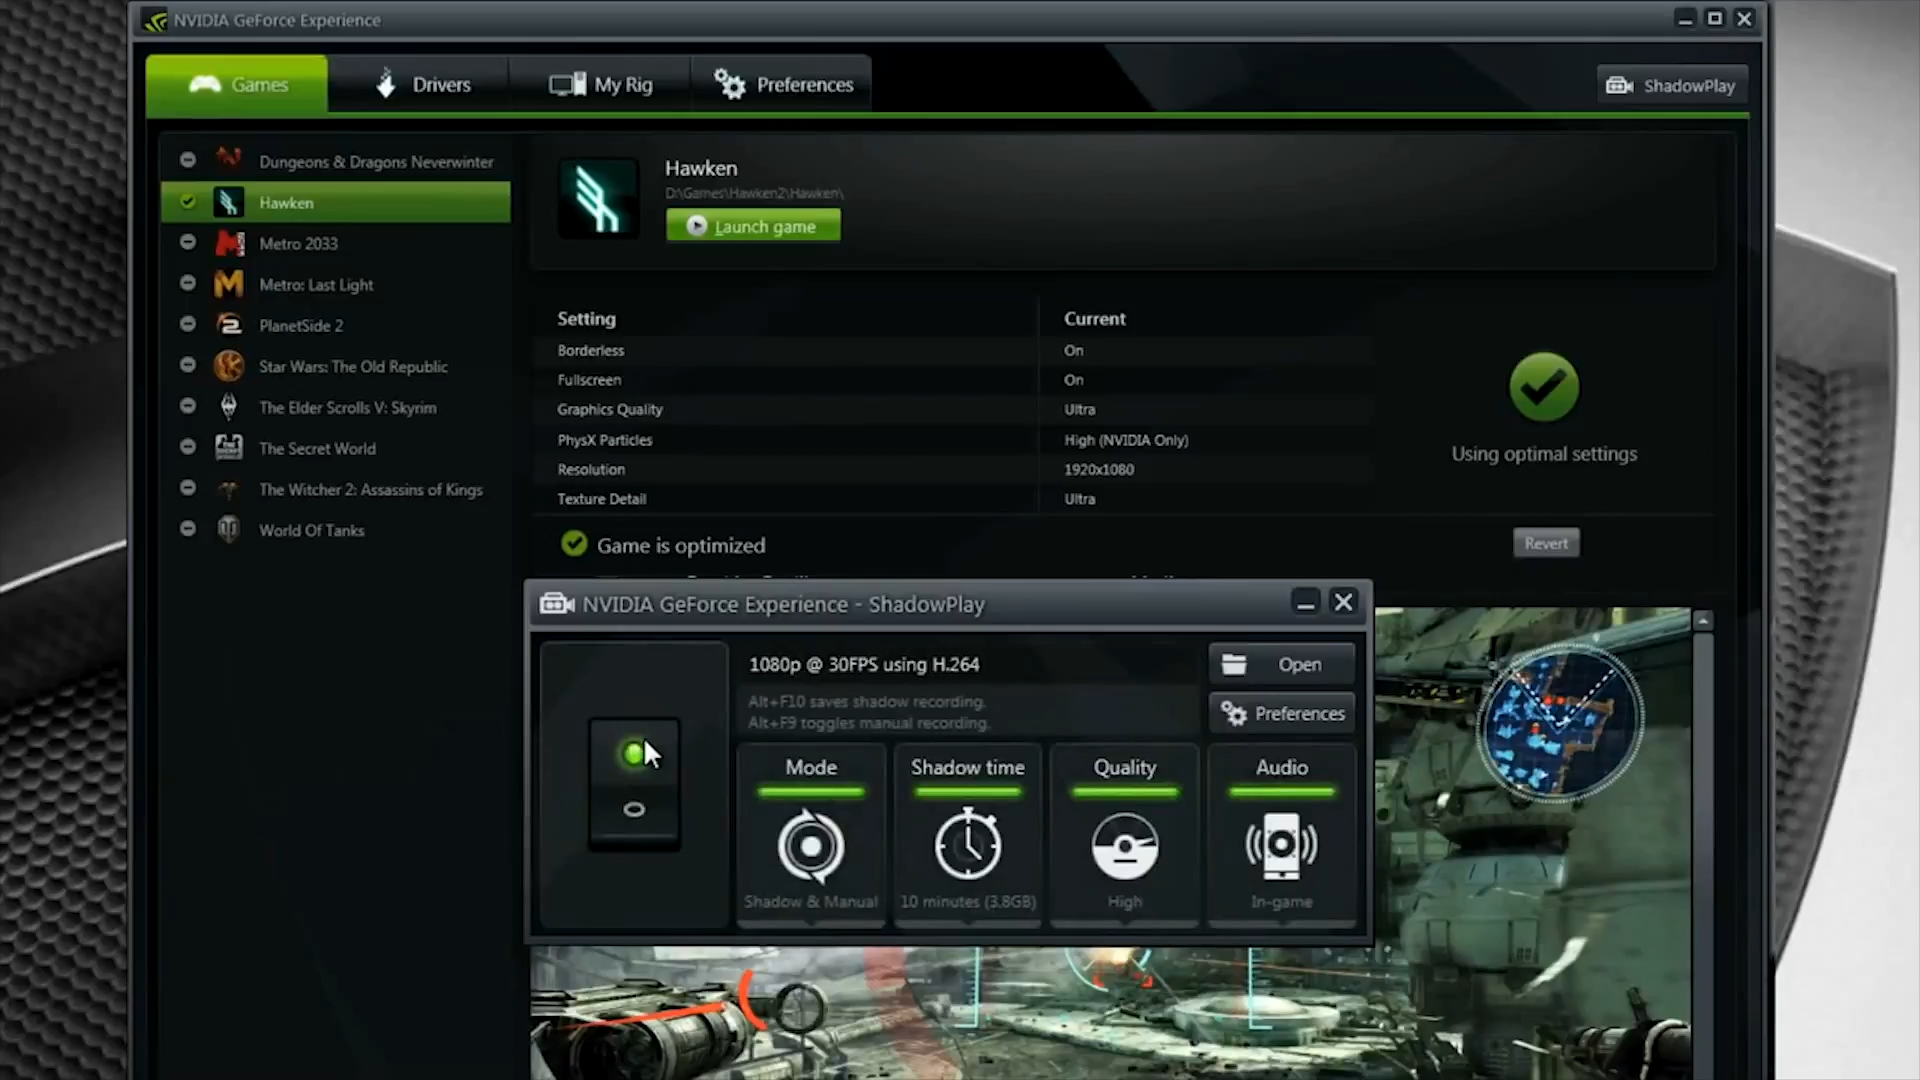 NVIDIA GeForce Experience
Games
Drivers
My Rig
Preferences
ShadowPlay
Dungeons & Dragons Neverwinter
Hawken
Metro 2033
Metro: Last Light
PlanetSide 2
Star Wars: The Old Republic
The Elder Scrolls V: Skyrim
The Secret World
The Witcher 2: Assassins of Kings
World Of Tanks
Hawken
D:\Games\Hawken2\Hawken\
Launch game
Setting Current
Borderless On
Fullscreen On
Graphics Quality Ultra
PhysX Particles High (NVIDIA Only)
Resolution 1920x1080
Texture Detail Ultra
Using optimal settings
Game is optimized
Revert
NVIDIA GeForce Experience - ShadowPlay
1080p @ 30FPS using H.264
Alt+F10 saves shadow recording.
Alt+F9 toggles manual recording.
Open
Preferences
Mode
Shadow & Manual
Shadow time
10 minutes (3.8GB)
Quality
High
Audio
In-game